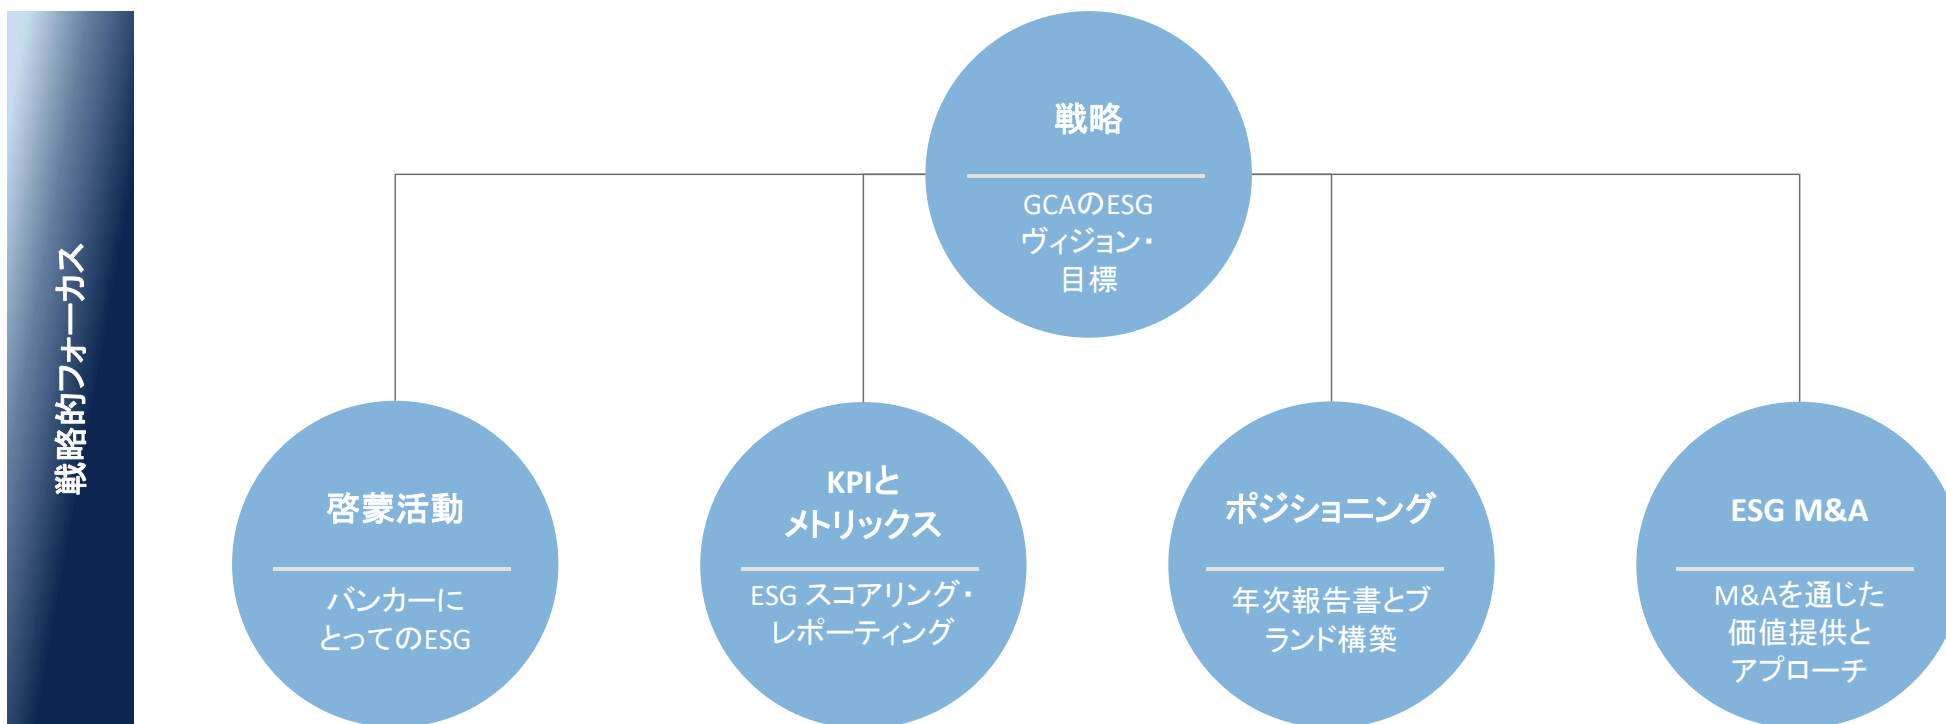 戦略的フォーカス
戦略
GCAのESG
ヴィジョン・
目標
啓蒙活動
バンカーに
とってのESG
KPIと
メトリックス
ESG スコアリング・
レポーティング
ポジショニング
年次報告書とブ
ランド構築
ESG M&A
M&Aを通じた
価値提供と
アプローチ